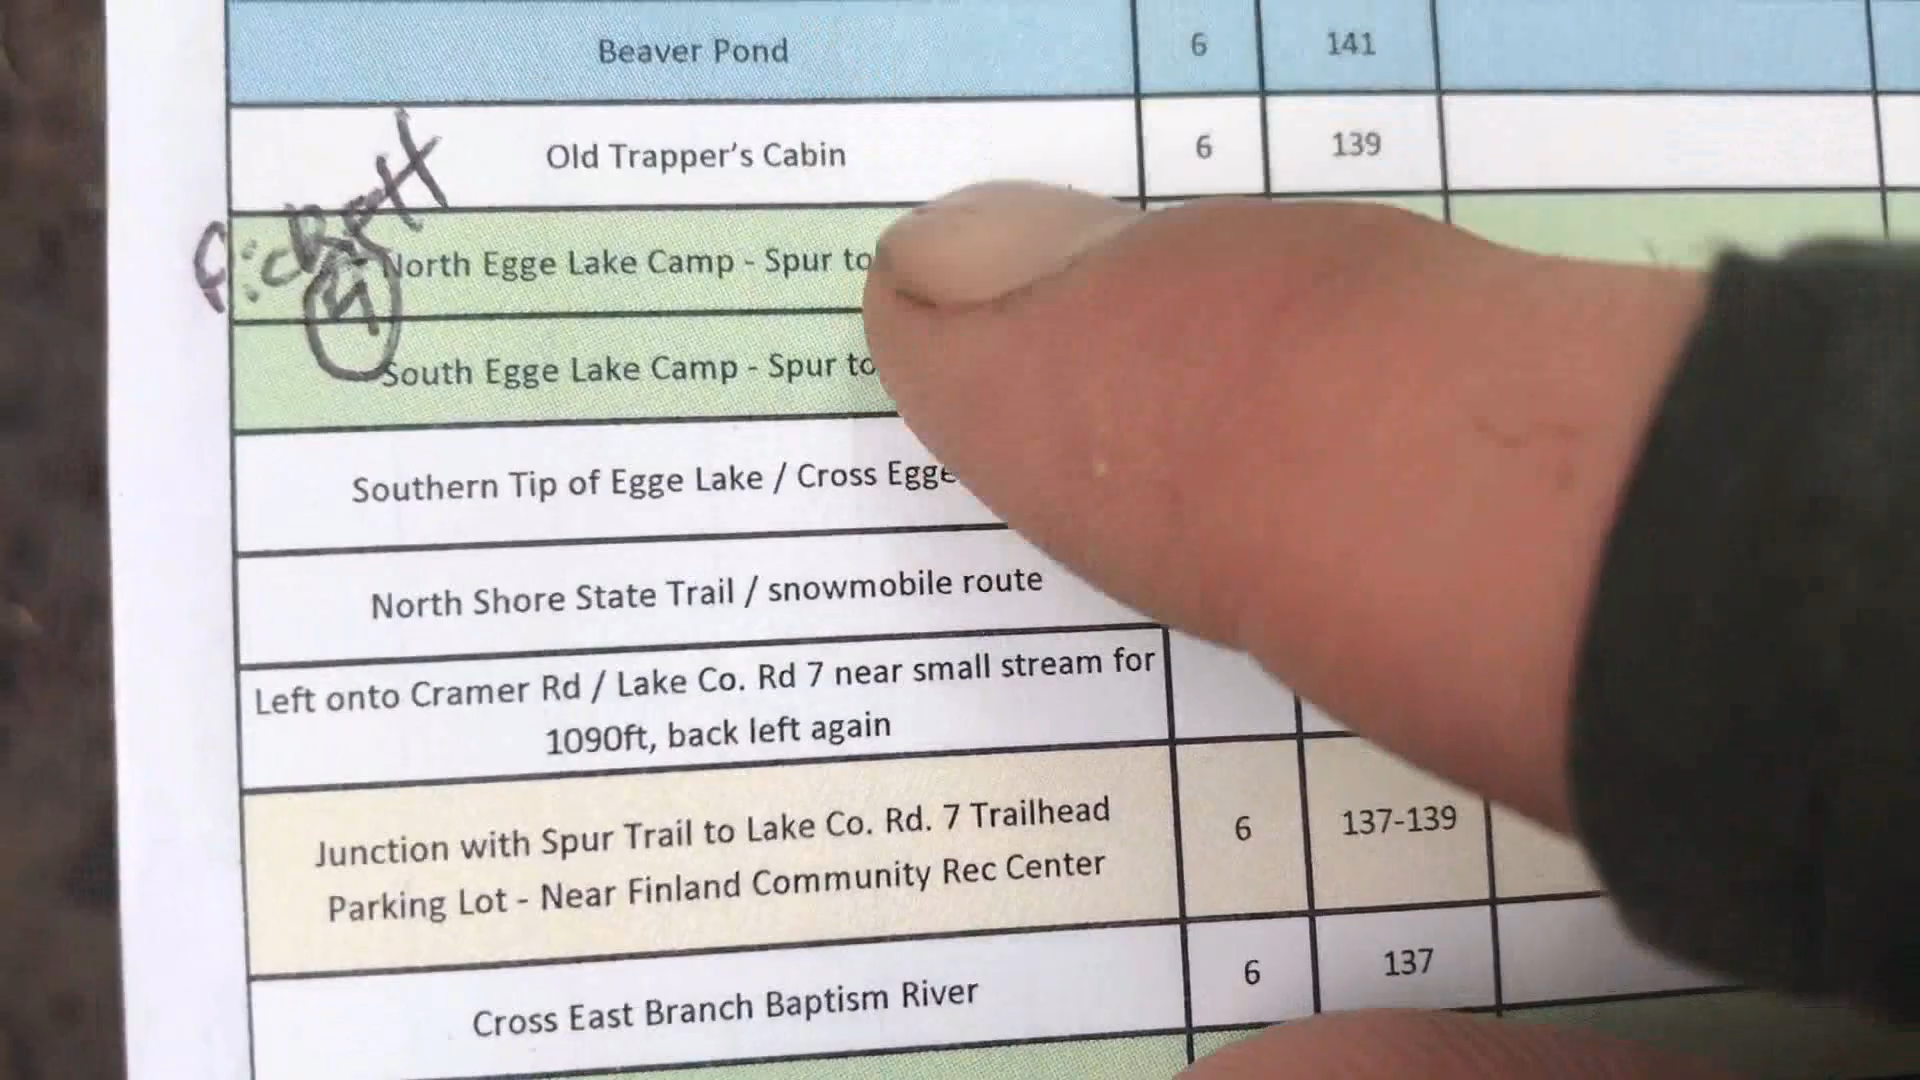 Beaver Pond 6 141
Old Trapper's Cabin 6 139
North Egge Lake Camp - Spur to
South Egge Lake Camp - Spur to
Southern Tip of Egge Lake / Cross Egge
North Shore State Trail / snowmobile route
Left onto Cramer Rd / Lake Co. Rd 7 near small stream for
1090ft, back left again
Junction with Spur Trail to Lake Co. Rd. 7 Trailhead
Parking Lot - Near Finland Community Rec Center
6 137-139
Cross East Branch Baptism River 6 137